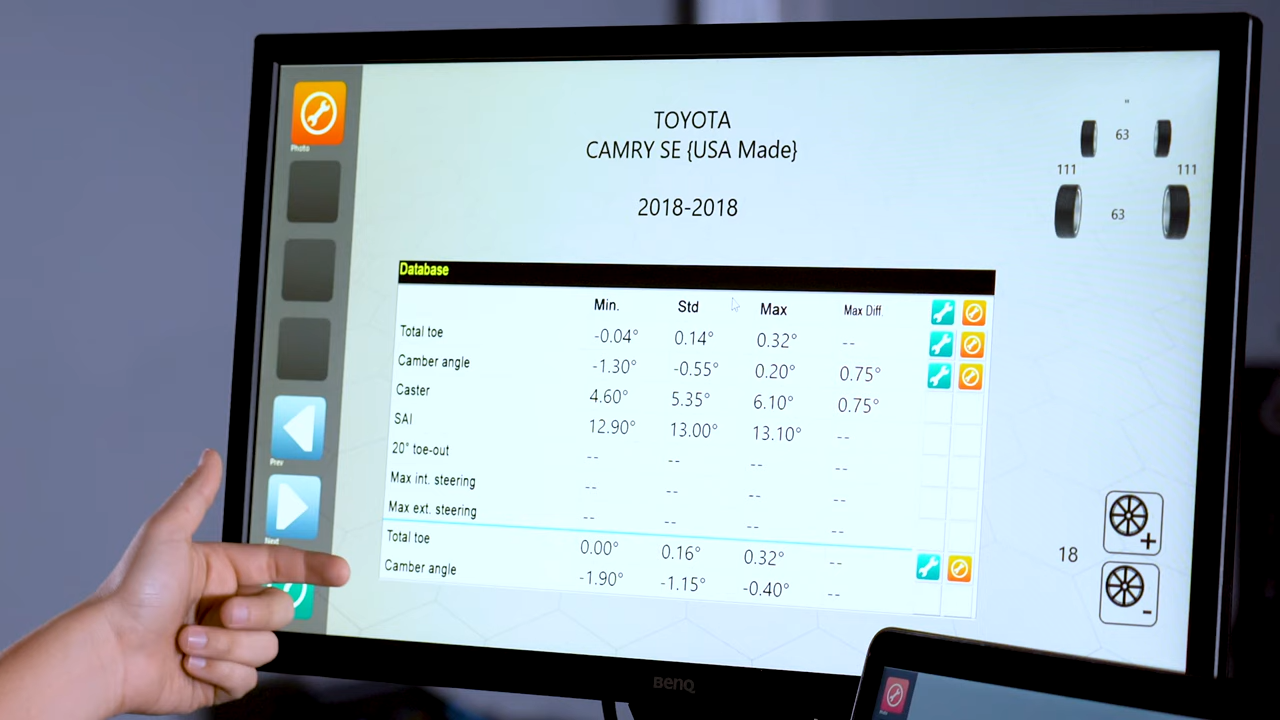 Photo
TOYOTA
CAMRY SE {USA Made}
2018-2018
"
63
111 111
63
Database
Min. Std Max Max Diff.
Total toe -0.04° 0.14° 0.32° --
Camber angle -1.30° -0.55° 0.20° 0.75°
Caster 4.60° 5.35° 6.10° 0.75°
SAI 12.90° 13.00° 13.10° --
20° toe-out -- -- -- --
Max int. steering -- -- -- --
Max ext. steering -- -- -- --
Total toe 0.00° 0.16° 0.32° --
Camber angle -1.90° -1.15° -0.40° --
Prev
Next
18
+
-
BenQ